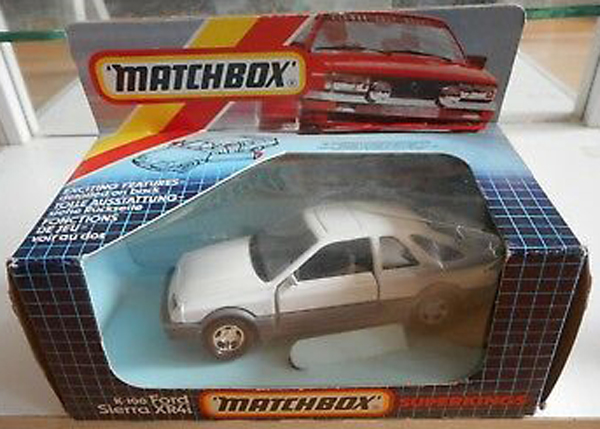 MATCHBOX®
EXCITING FEATURES
detailed on back
TOLLE AUSSTATTUNG:
siehe Rückseite
FONCTIONS
DE JEU
voir au dos
K-100 Ford
Sierra XR4i
MATCHBOX®
SUPERKINGS